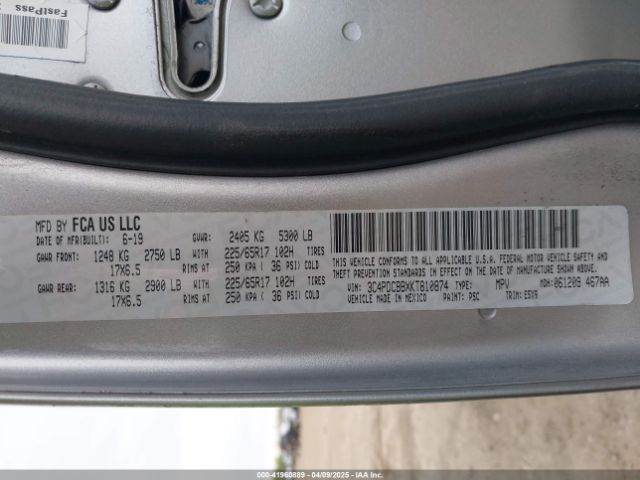 FastPass
MFD BY FCA US LLC
DATE OF MFR(BUILT): 6-19 GVWR: 2405 KG 5300 LB
GAWR FRONT: 1248 KG 2750 LB WITH 225/65R17 102H TIRES
17X6.5 RIMS AT 250 KPA ( 36 PSI) COLD
GAWR REAR: 1316 KG 2900 LB WITH 225/65R17 102H TIRES
17X6.5 RIMS AT 250 KPA ( 36 PSI) COLD
THIS VEHICLE CONFORMS TO ALL APPLICABLE U.S.A. FEDERAL MOTOR VEHICLE SAFETY,
BUMPER, AND THEFT PREVENTION STANDARDS IN EFFECT ON THE DATE OF MANUFACTURE SHOWN ABOVE.
VIN: 3C4PDCBBXKT810874 TYPE: MPV MDH: 061209 467AA
VEHICLE MADE IN MEXICO PAINT: PSC TRIM: E5X9
000-41960889 04/09/2025 IAA Inc.